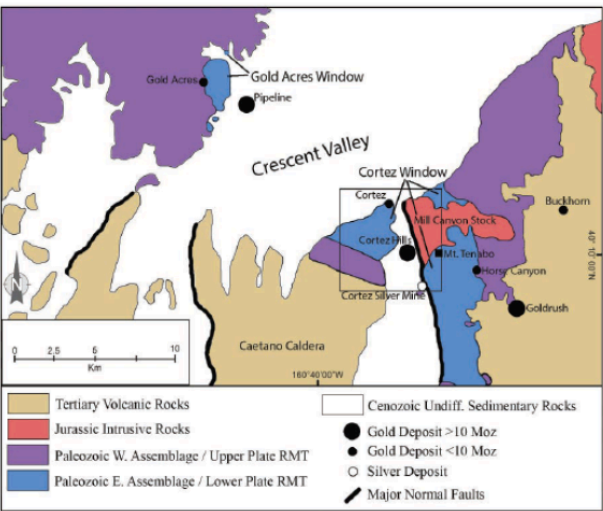 Gold Acres
Gold Acres Window
Pipeline
Crescent Valley
Cortez Window
Cortez
Mill Canyon Stock
Buckhorn
Cortez Hills
Mt. Tenabo
Horse Canyon
40°10'00"N
N
Cortez Silver Mine
Goldrush
0 2.5 5 10
Km
Caetano Caldera
160°40'00"W
Tertiary Volcanic Rocks
Jurassic Intrusive Rocks
Paleozoic W. Assemblage / Upper Plate RMT
Paleozoic E. Assemblage / Lower Plate RMT
Cenozoic Undiff. Sedimentary Rocks
Gold Deposit >10 Moz
Gold Deposit <10 Moz
Silver Deposit
Major Normal Faults